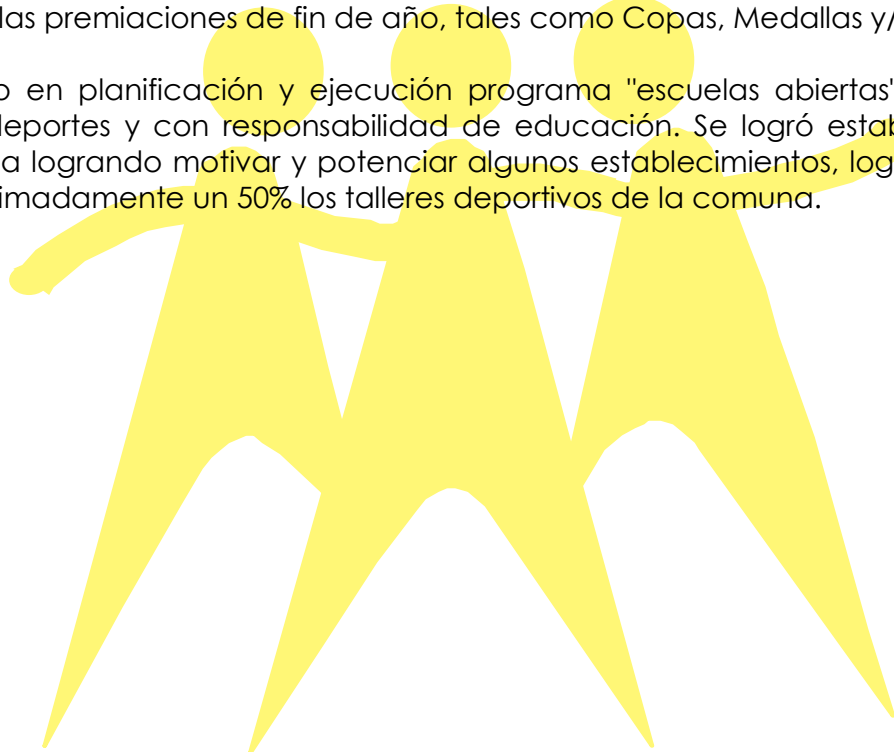 las premiaciones de fin de año, tales como Copas, Medallas y/
o en planificación y ejecución programa "escuelas abiertas"
deportes y con responsabilidad de educación. Se logró estab
a logrando motivar y potenciar algunos establecimientos, log
imadamente un 50% los talleres deportivos de la comuna.